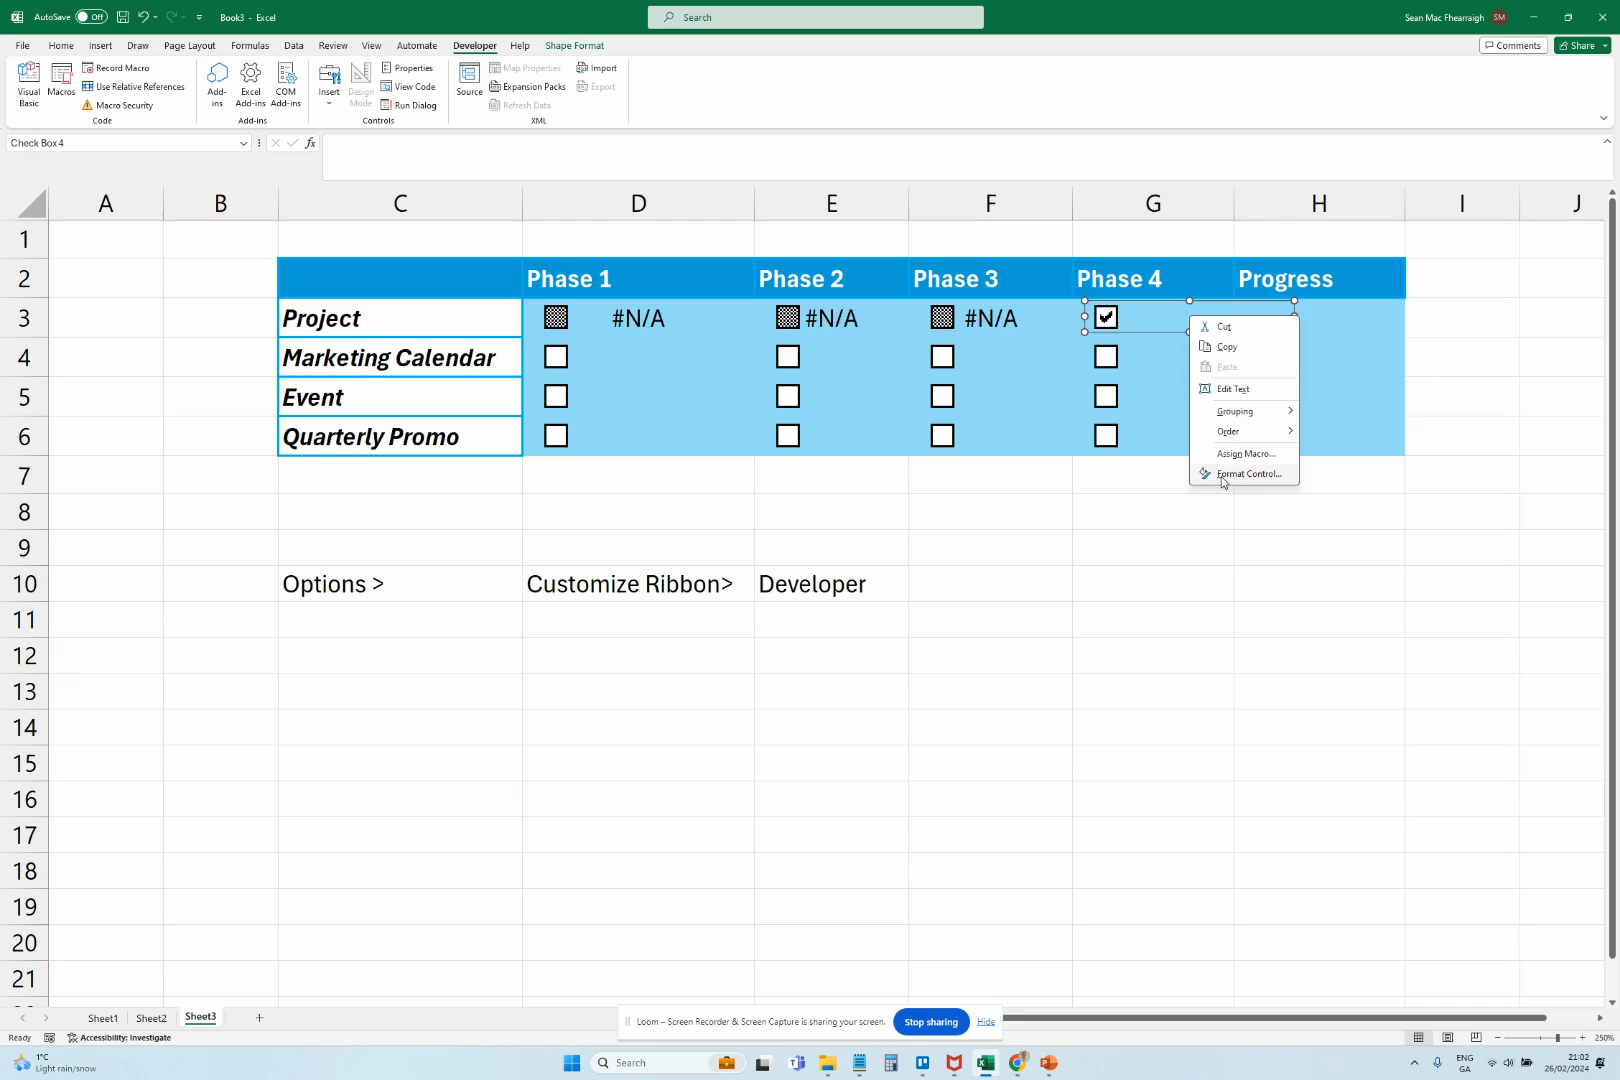 AutoSave Off Book3 - Excel Search Sean Mac Fhearraigh SM
File Home Insert Draw Page Layout Formulas Data Review View Automate Developer Help Shape Format Comments Share
Visual Basic
Macros
Record Macro
Use Relative References
Macro Security
Code
Add-ins
Excel Add-ins
COM Add-ins
Add-ins
Insert
Design Mode
Properties
View Code
Run Dialog
Controls
Source
Map Properties
Expansion Packs
Refresh Data
Import
Export
XML
Check Box 4 fx
A B C D E F G H I J
1
2 Phase 1 Phase 2 Phase 3 Phase 4 Progress
3 Project #N/A #N/A #N/A
4 Marketing Calendar
5 Event
6 Quarterly Promo
7
8
9
10 Options > Customize Ribbon> Developer
11
12
13
14
15
16
17
18
19
20
21
Cut
Copy
Paste
Edit Text
Grouping
Order
Assign Macro...
Format Control...
Sheet1 Sheet2 Sheet3
Loom – Screen Recorder & Screen Capture is sharing your screen. Stop sharing Hide
Ready Accessibility: Investigate 250%
1°C
Light rain/snow
Search
ENG
GA
21:02
26/02/2024